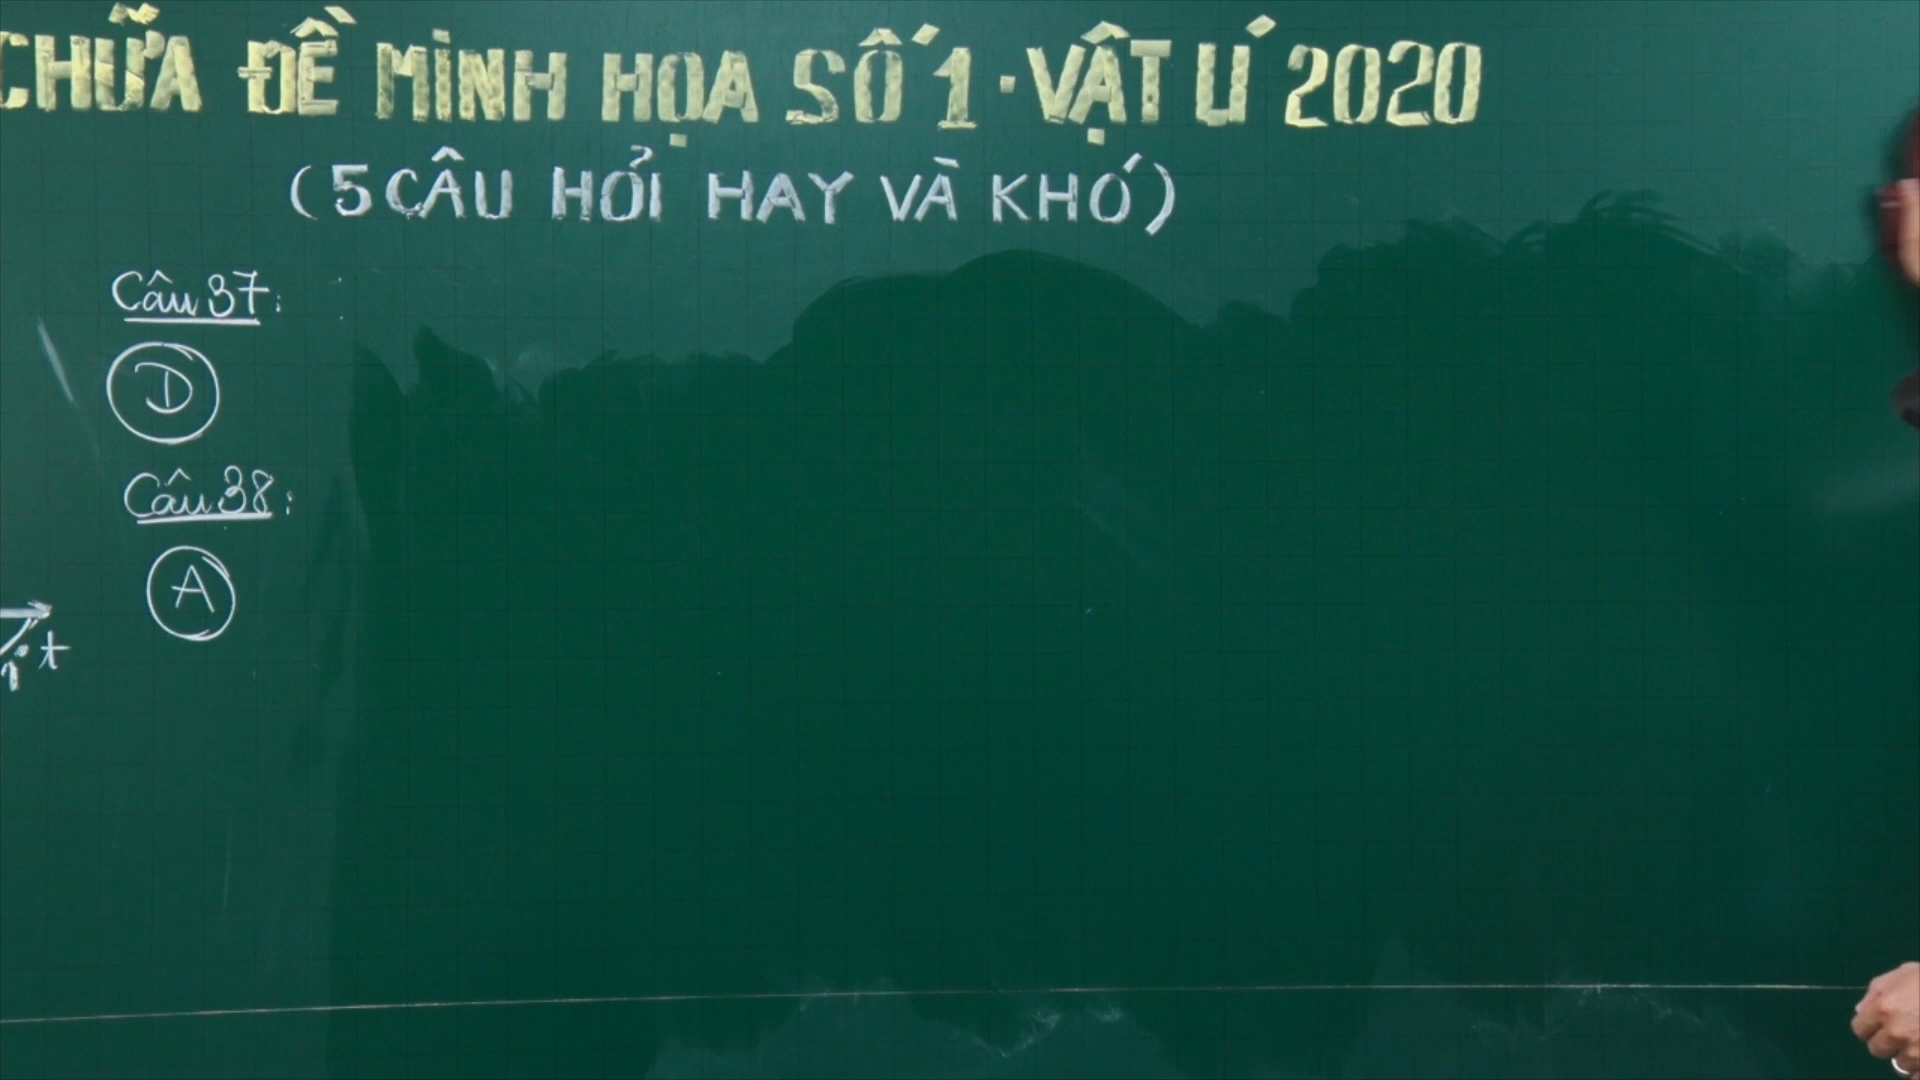 CHỮA ĐỀ MINH HỌA SỐ 1 · VẬT LÍ 2020
(5 CÂU HỎI HAY VÀ KHÓ)
Câu 37:
D
Câu 38:
A
t